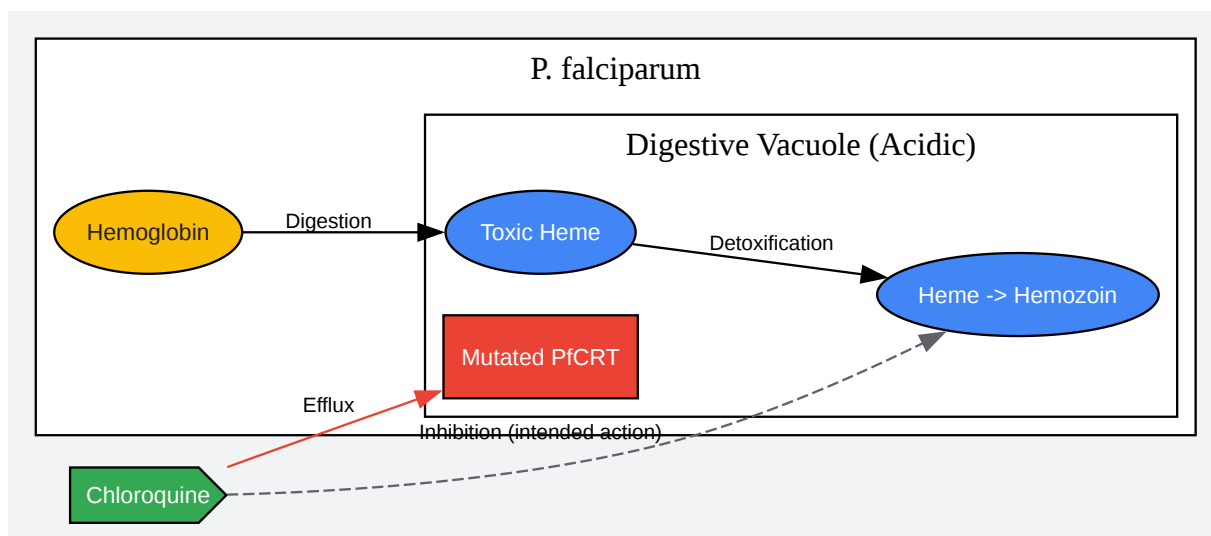 P. falciparum
Digestive Vacuole (Acidic)
Hemoglobin
Digestion
Toxic Heme
Detoxification
Heme -> Hemozoin
Mutated PfCRT
Efflux
Inhibition (intended action)
Chloroquine